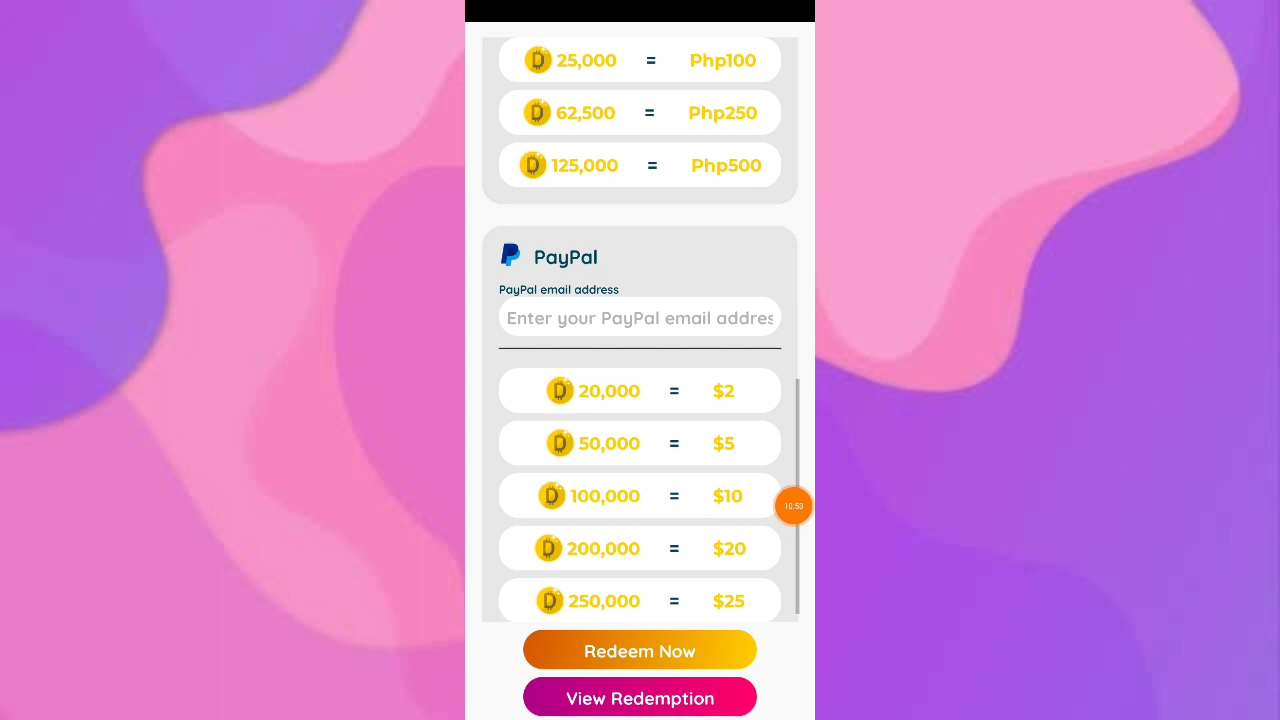 25,000 = Php100
62,500 = Php250
125,000 = Php500
PayPal
PayPal email address
Enter your PayPal email addres
20,000 = $2
50,000 = $5
100,000 = $10
10:53
200,000 = $20
250,000 = $25
Redeem Now
View Redemption